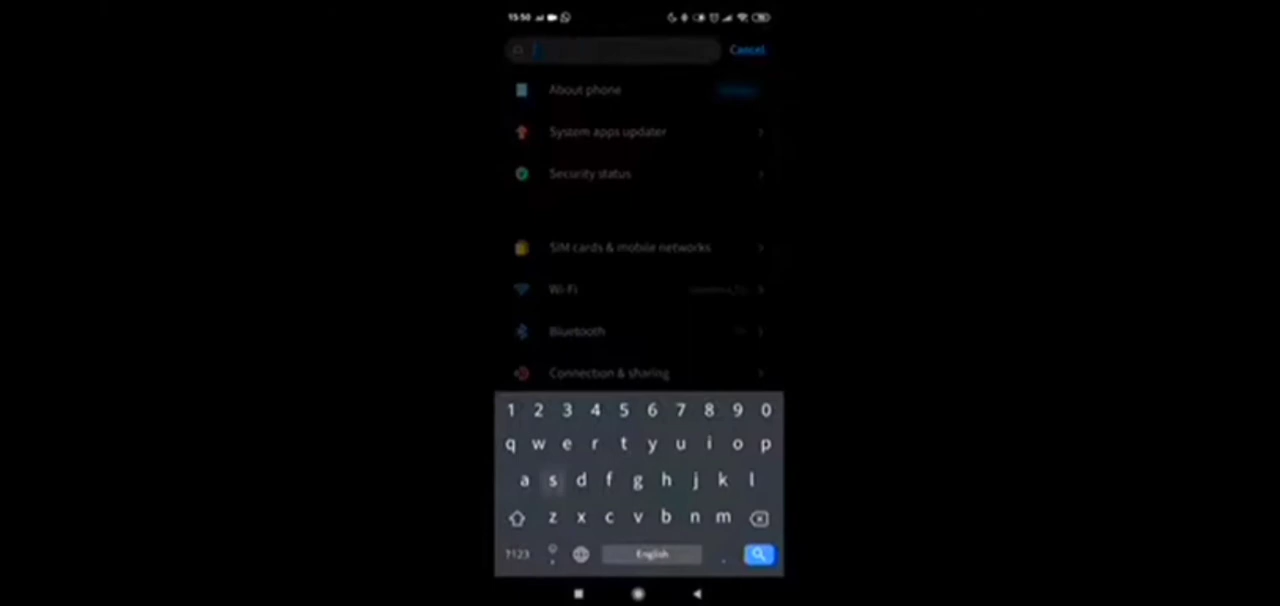 15:50
Cancel
About phone
System apps updater
Security status
SIM cards & mobile networks
Wi-Fi
Bluetooth
Connection & sharing
1 2 3 4 5 6 7 8 9 0
q w e r t y u i o p
a s d f g h j k l
z x c v b n m
?123 , English .